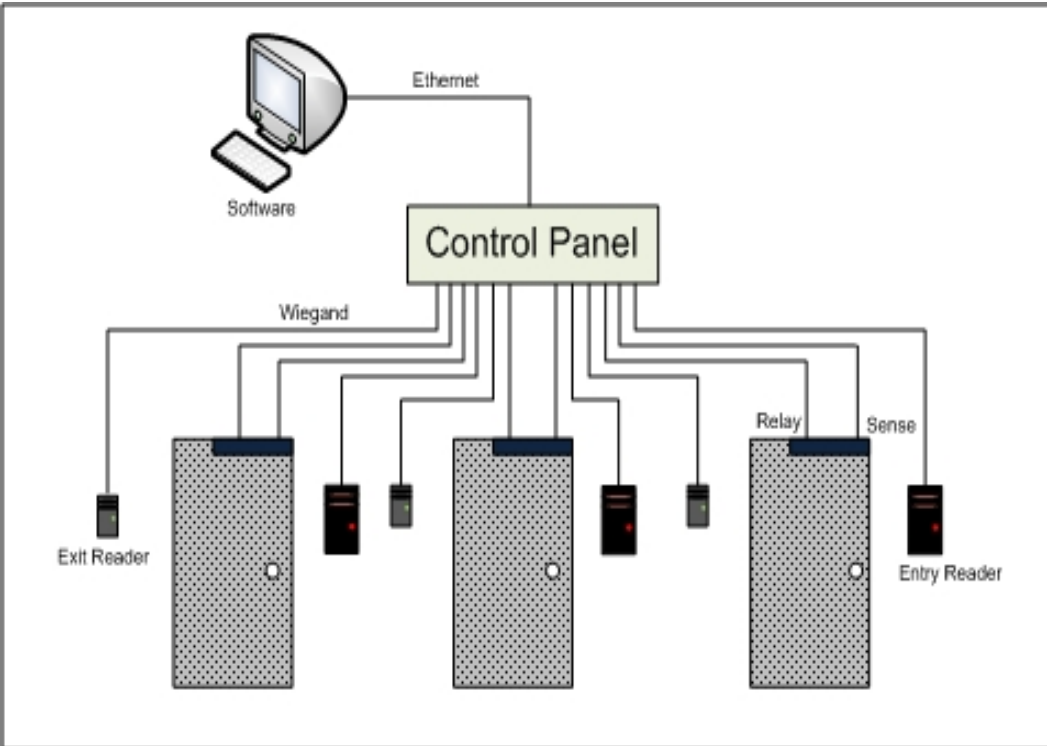 Ethernet
Software
Control Panel
Wiegand
Relay
Sense
Exit Reader
Entry Reader